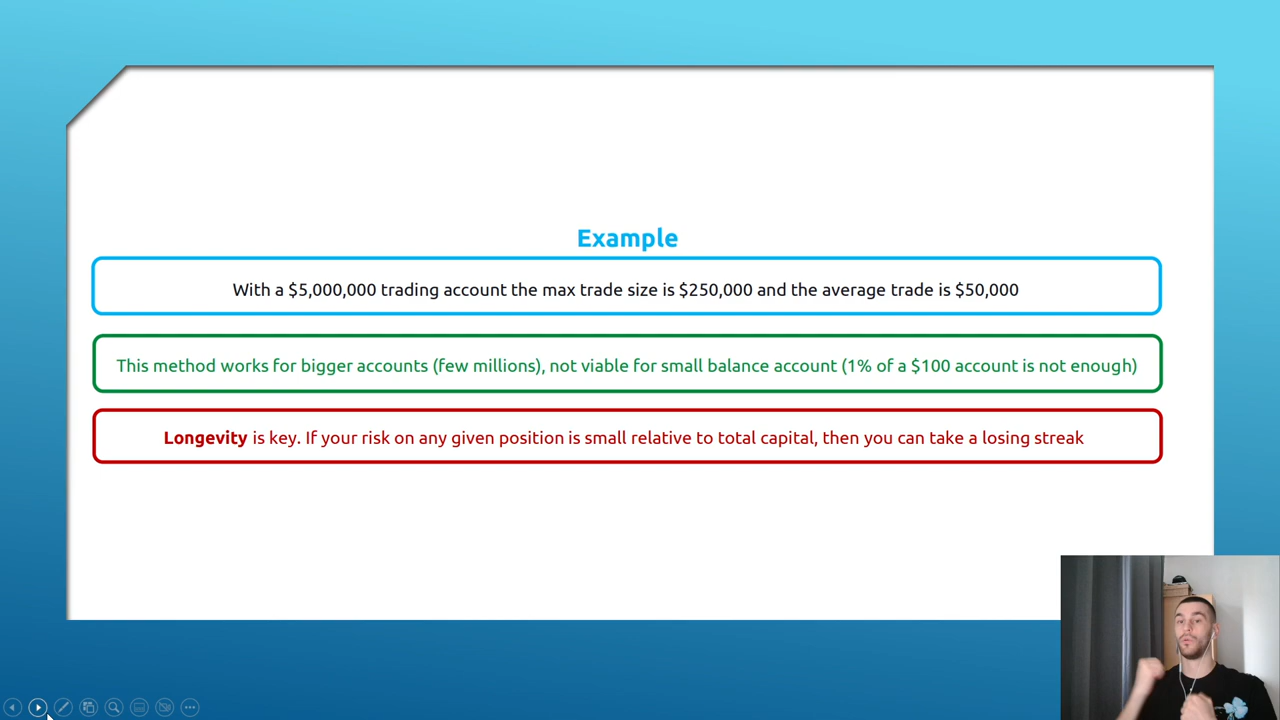 Example
With a $5,000,000 trading account the max trade size is $250,000 and the average trade is $50,000
This method works for bigger accounts (few millions), not viable for small balance account (1% of a $100 account is not enough)
Longevity is key. If your risk on any given position is small relative to total capital, then you can take a losing streak